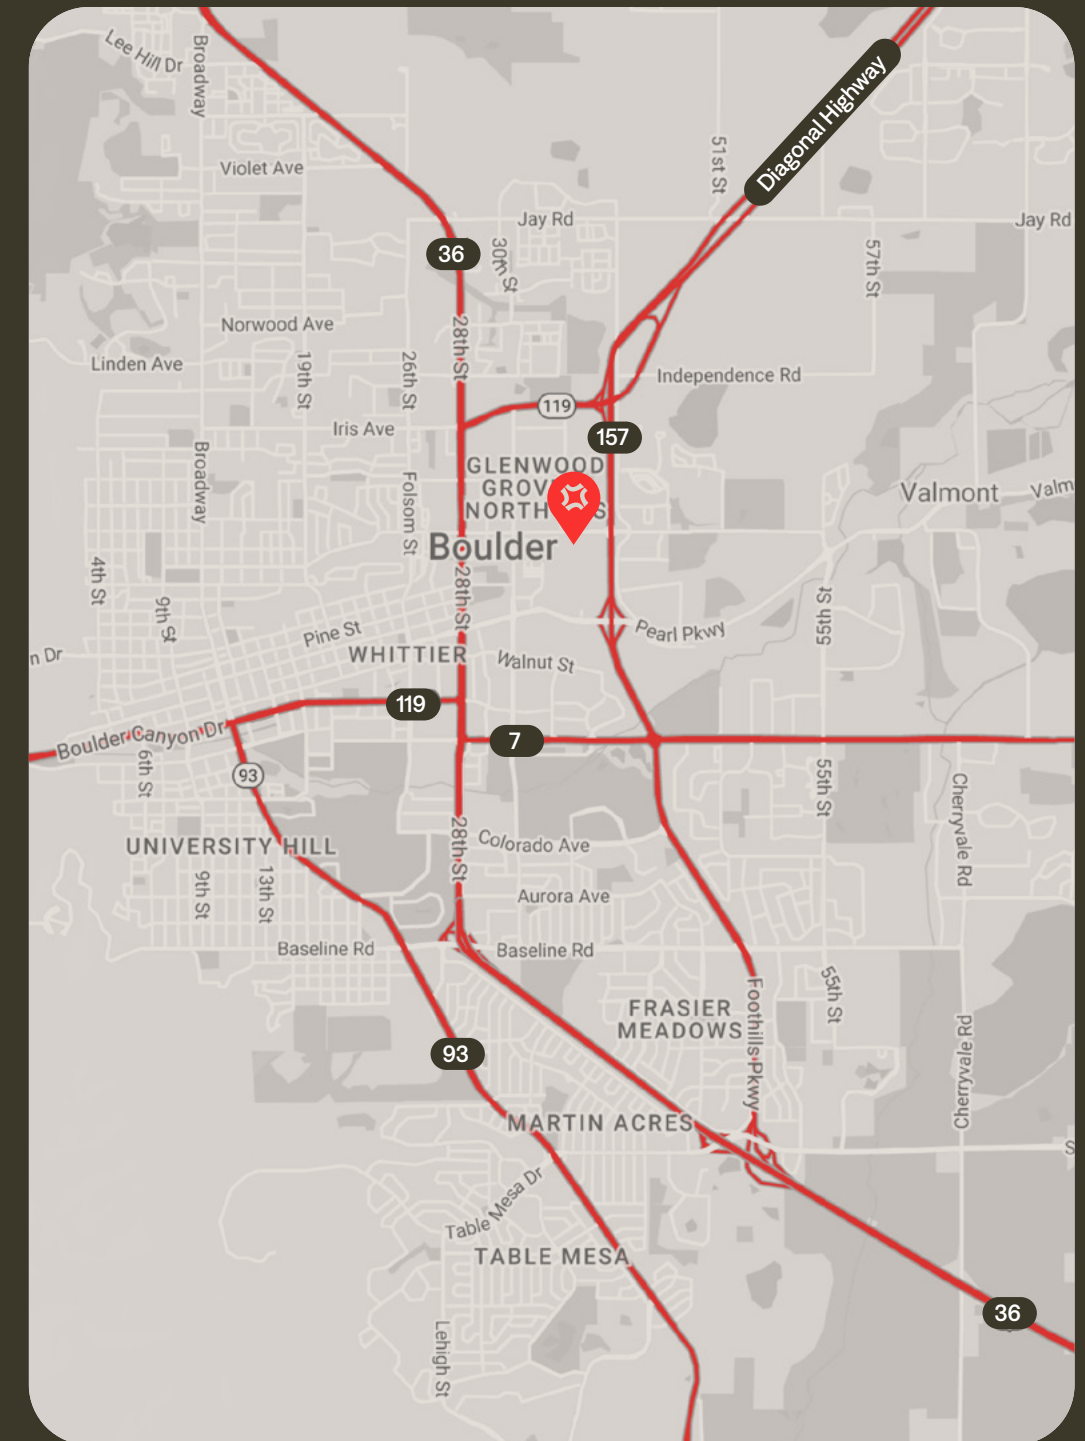 Lee Hill Dr
Broadway
Diagonal Highway
51st St
Violet Ave
Jay Rd
Jay Rd
36
30th St
57th St
Norwood Ave
28th St
Linden Ave
19th St
26th St
Independence Rd
119
Iris Ave
157
Broadway
Folsom St
GLENWOOD
NORTH
Valmont
Boulder
4th St
9th St
28th St
55th St
Pine St
Pearl Pkwy
n Dr
WHITTIER
Walnut St
119
Boulder Canyon Dr
7
6th St
93
55th St
Cherryvale Rd
UNIVERSITY HILL
28th St
Colorado Ave
9th St
13th St
Aurora Ave
Baseline Rd
Baseline Rd
55th St
FRASIER
MEADOWS
Foothills Pkwy
Cherryvale Rd
93
MARTIN ACRES
S
Table Mesa Dr
TABLE MESA
36
Lehigh St